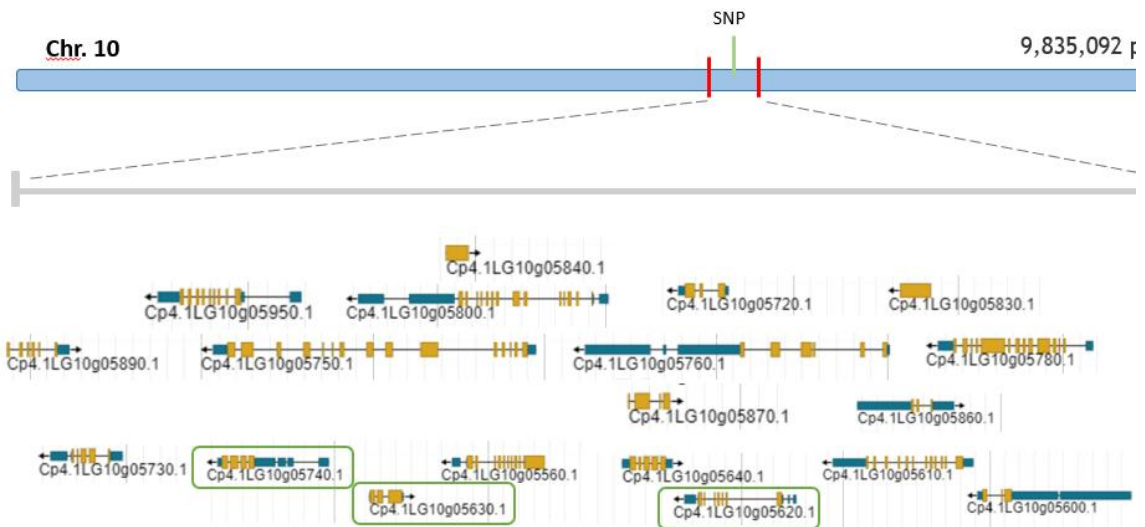 SNP
Chr. 10
9,835,092 p
Cp4.1LG10g05840.1
Cp4.1LG10g05950.1
Cp4.1LG10g05800.1
Cp4.1LG10g05720.1
Cp4.1LG10g05830.1
Cp4.1LG10g05890.1
Cp4.1LG10g05750.1
Cp4.1LG10g05760.1
Cp4.1LG10g05780.1
Cp4.1LG10g05870.1
Cp4.1LG10g05860.1
Cp4.1LG10g05730.1
Cp4.1LG10g05740.1
Cp4.1LG10g05560.1
Cp4.1LG10g05640.1
Cp4.1LG10g05610.1
Cp4.1LG10g05630.1
Cp4.1LG10g05620.1
Cp4.1LG10g05600.1